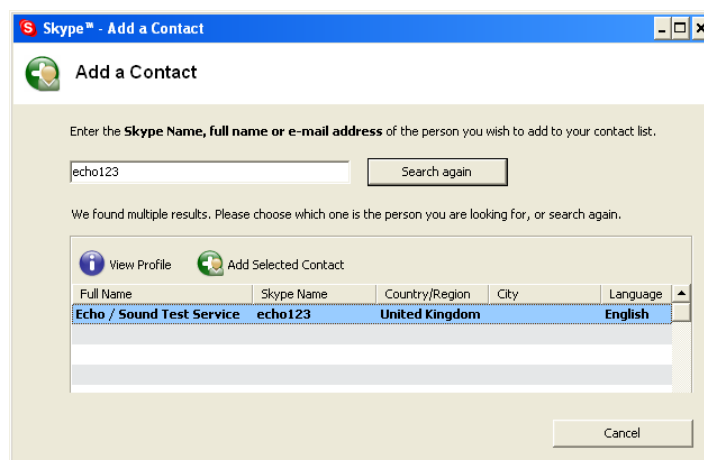 Skype™ - Add a Contact
Add a Contact
Enter the Skype Name, full name or e-mail address of the person you wish to add to your contact list.
echo123 Search again
We found multiple results. Please choose which one is the person you are looking for, or search again.
View Profile Add Selected Contact
Full Name Skype Name Country/Region City Language
Echo / Sound Test Service echo123 United Kingdom English
Cancel